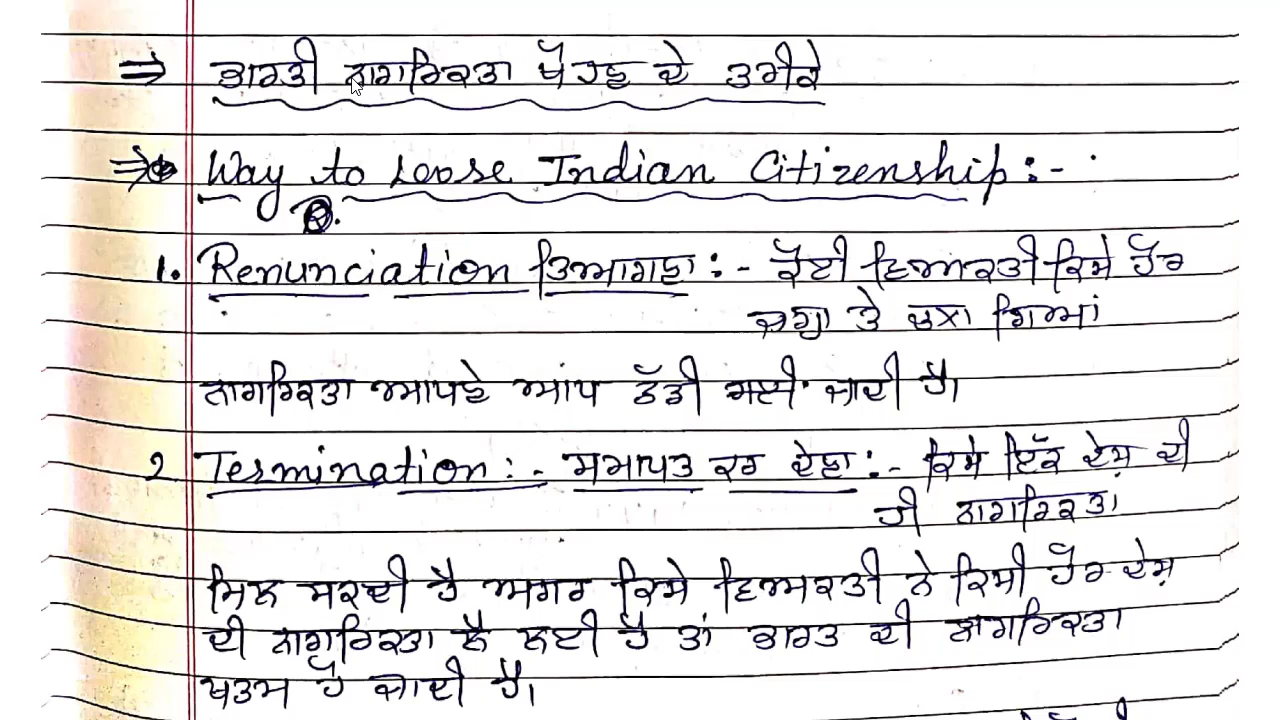 ⇒ ਭਾਰਤੀ ਨਾਗਰਿਕਤਾ ਖੋਹਣ ਦੇ ਤਰੀਕੇ
⇒ Way to Loose Indian Citizenship :-
1. Renunciation ਤਿਆਗਣਾ :- ਕੋਈ ਵਿਅਕਤੀ ਕਿਸੇ ਹੋਰ
ਜਗ੍ਹਾ ਤੇ ਚਲਾ ਗਿਆਂ
ਨਾਗਰਿਕਤਾ ਆਪਣੇ ਆਪ ਛੱਡੀ ਗਈ ਜਾਦੀ ਹੈ।
2 Termination :- ਸਮਾਪਤ ਕਰ ਦੇਣਾ :- ਕਿਸੇ ਇੱਕ ਦੇਸ਼ ਦੀ
ਹੀ ਨਾਗਰਿਕਤਾ
ਮਿਲ ਸਕਦੀ ਹੈ ਅਗਰ ਕਿਸੇ ਵਿਅਕਤੀ ਨੇ ਕਿਸੀ ਹੋਰ ਦੇਸ਼
ਦੀ ਨਾਗਰਿਕਤਾ ਲੈ ਲਈ ਹੈ ਤਾਂ ਭਾਰਤ ਦੀ ਨਾਗਰਿਕਤਾ
ਖਤਮ ਹੋ ਜਾਦੀ ਹੈ।